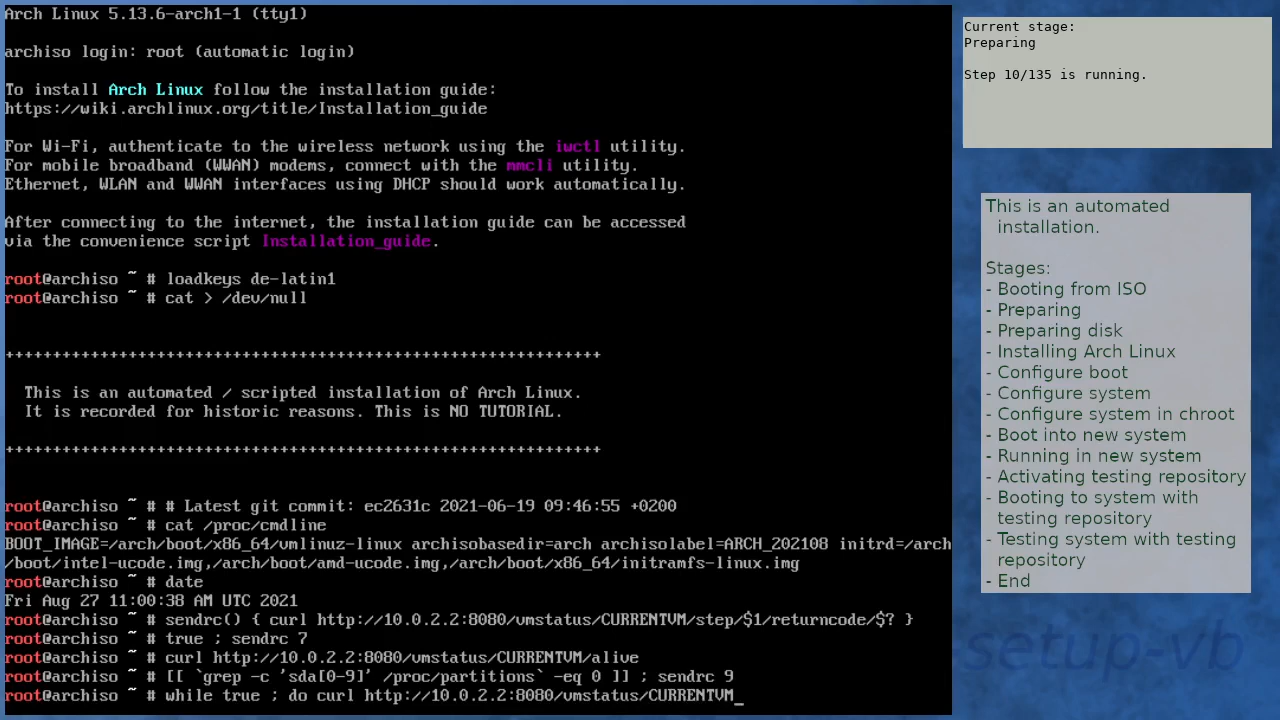 Arch Linux 5.13.6-arch1-1 (tty1)
archiso login: root (automatic login)
To install Arch Linux follow the installation guide:
https://wiki.archlinux.org/title/Installation_guide
For Wi-Fi, authenticate to the wireless network using the iwctl utility.
For mobile broadband (WWAN) modems, connect with the mmcli utility.
Ethernet, WLAN and WWAN interfaces using DHCP should work automatically.
After connecting to the internet, the installation guide can be accessed
via the convenience script Installation_guide.
root@archiso ~ # loadkeys de-latin1
root@archiso ~ # cat > /dev/null
+++++++++++++++++++++++++++++++++++++++++++++++++++++++++++++++
This is an automated / scripted installation of Arch Linux.
It is recorded for historic reasons. This is NO TUTORIAL.
+++++++++++++++++++++++++++++++++++++++++++++++++++++++++++++++
root@archiso ~ # # Latest git commit: ec2631c 2021-06-19 09:46:55 +0200
root@archiso ~ # cat /proc/cmdline
BOOT_IMAGE=/arch/boot/x86_64/vmlinuz-linux archisobasedir=arch archisolabel=ARCH_202108 initrd=/arch
/boot/intel-ucode.img,/arch/boot/amd-ucode.img,/arch/boot/x86_64/initramfs-linux.img
root@archiso ~ # date
Fri Aug 27 11:00:38 AM UTC 2021
root@archiso ~ # sendrc() { curl http://10.0.2.2:8080/vmstatus/CURRENTVM/step/$1/returncode/$? }
root@archiso ~ # true ; sendrc 7
root@archiso ~ # curl http://10.0.2.2:8080/vmstatus/CURRENTVM/alive
root@archiso ~ # [[ `grep -c 'sda[0-9]' /proc/partitions` -eq 0 ]] ; sendrc 9
root@archiso ~ # while true ; do curl http://10.0.2.2:8080/vmstatus/CURRENTVM_
Current stage:
Preparing
Step 10/135 is running.
This is an automated
installation.
Stages:
- Booting from ISO
- Preparing
- Preparing disk
- Installing Arch Linux
- Configure boot
- Configure system
- Configure system in chroot
- Boot into new system
- Running in new system
- Activating testing repository
- Booting to system with
testing repository
- Testing system with testing
repository
- End
-setup-vb